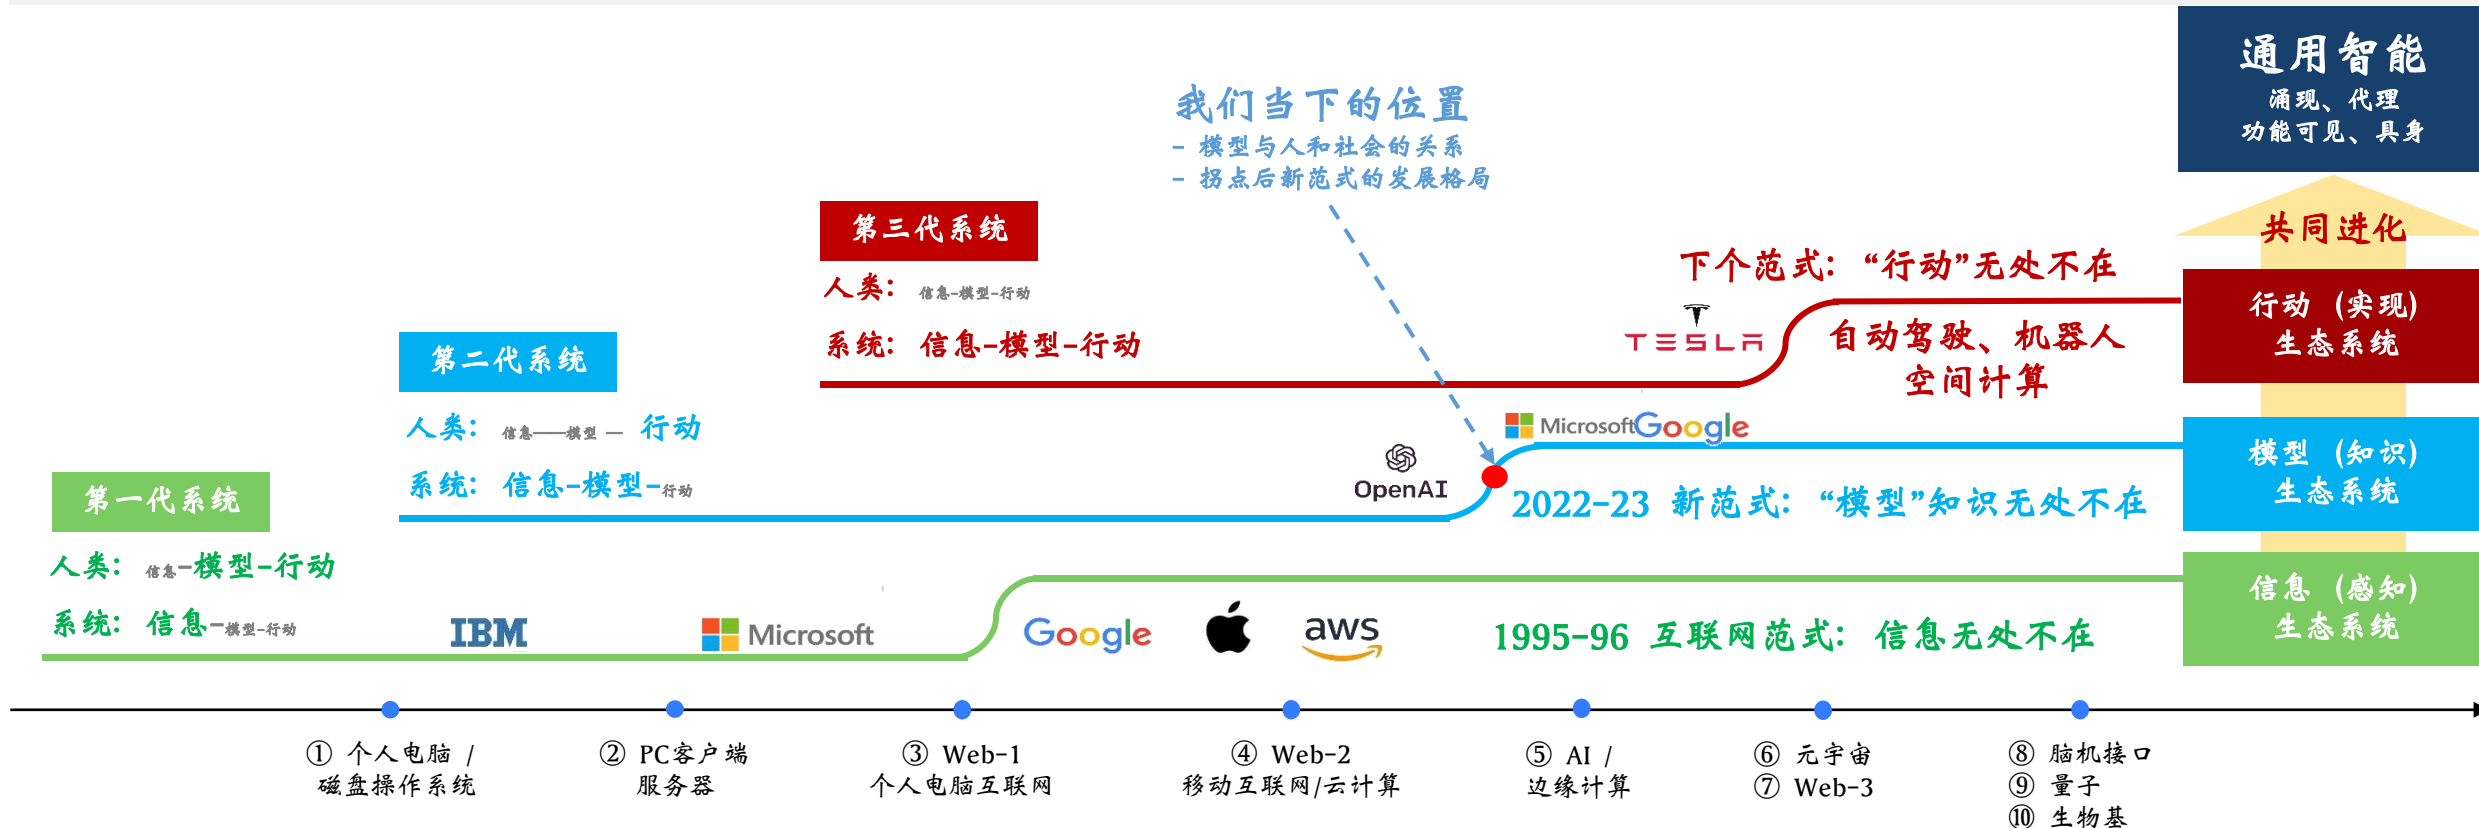 通用智能
涌现、代理
功能可见、具身
我们当下的位置
- 模型与人和社会的关系
- 拐点后新范式的发展格局
共同进化
第三代系统
人类: 信息-模型-行动
系统: 信息-模型-行动
下个范式: “行动”无处不在
TESLA
自动驾驶、机器人
空间计算
行动 (实现)
生态系统
第二代系统
人类: 信息——模型 — 行动
系统: 信息-模型-行动
OpenAI
Microsoft
Google
2022-23 新范式: “模型”知识无处不在
模型 (知识)
生态系统
第一代系统
人类: 信息-模型-行动
系统: 信息-模型-行动
IBM
Microsoft
Google
aws
1995-96 互联网范式: 信息无处不在
信息 (感知)
生态系统
① 个人电脑 /
磁盘操作系统
② PC客户端
服务器
③ Web-1
个人电脑互联网
④ Web-2
移动互联网/云计算
⑤ AI /
边缘计算
⑥ 元宇宙
⑦ Web-3
⑧ 脑机接口
⑨ 量子
⑩ 生物基